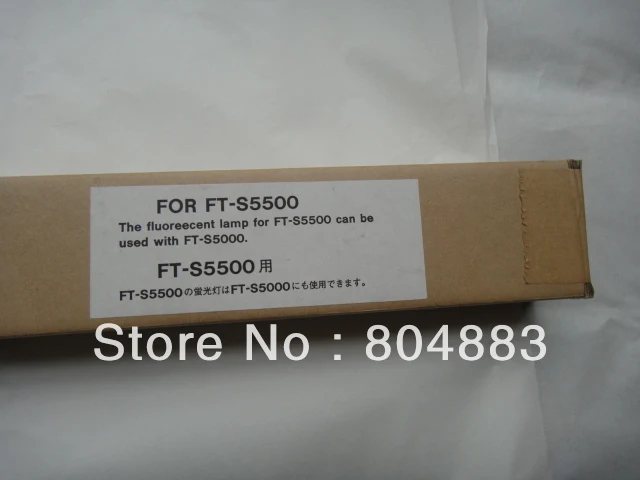 FOR FT-S5500
The fluoreecent lamp for FT-S5500 can be
used with FT-S5000.
FT-S5500用
FT-S5500の蛍光灯はFT-S5000にも使用できます。
Store No : 804883